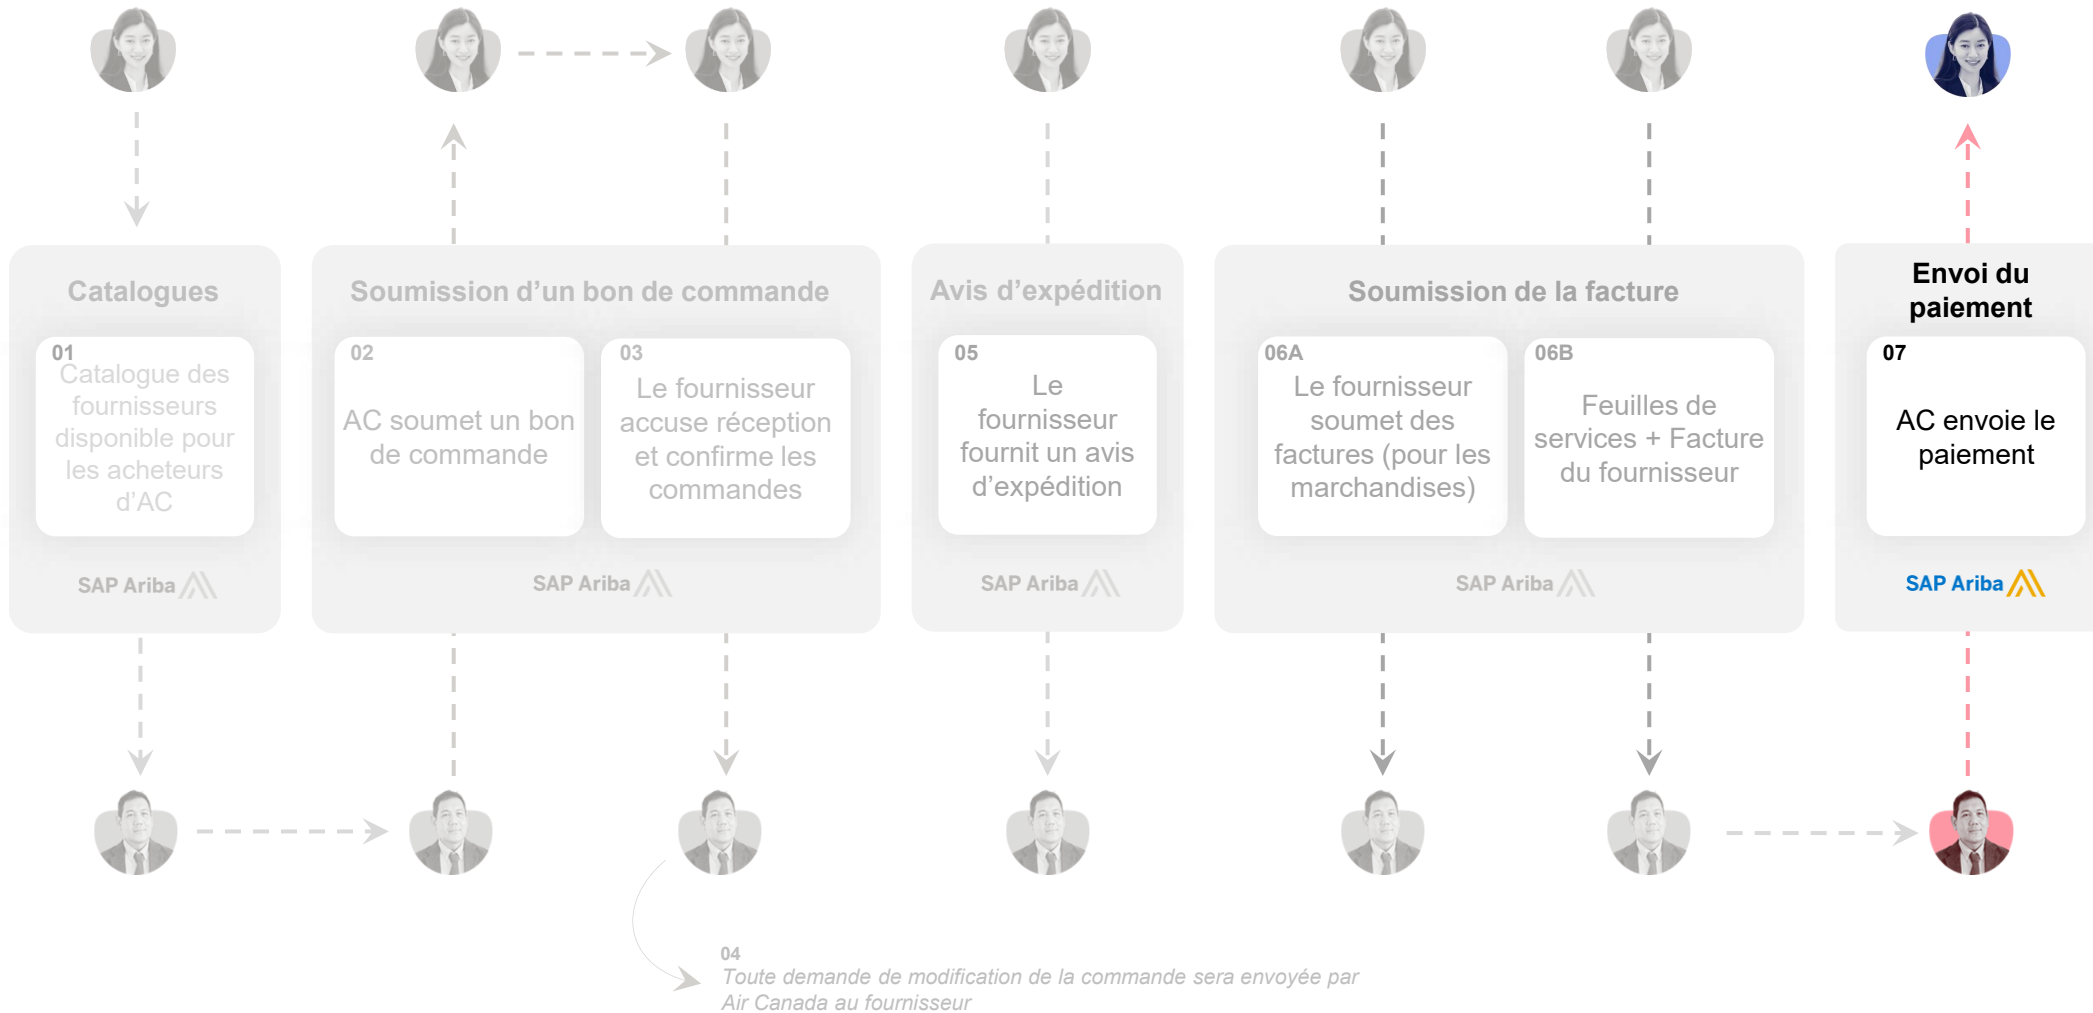 Catalogues
01
Catalogue des
fournisseurs
disponible pour
les acheteurs
d’AC
SAP Ariba
Soumission d’un bon de commande
02
AC soumet un bon
de commande
03
Le fournisseur
accuse réception
et confirme les
commandes
SAP Ariba
04
Toute demande de modification de la commande sera envoyée par
Air Canada au fournisseur
Avis d’expédition
05
Le
fournisseur
fournit un avis
d’expédition
SAP Ariba
Soumission de la facture
06A
Le fournisseur
soumet des
factures (pour les
marchandises)
06B
Feuilles de
services + Facture
du fournisseur
SAP Ariba
Envoi du
paiement
07
AC envoie le
paiement
SAP Ariba